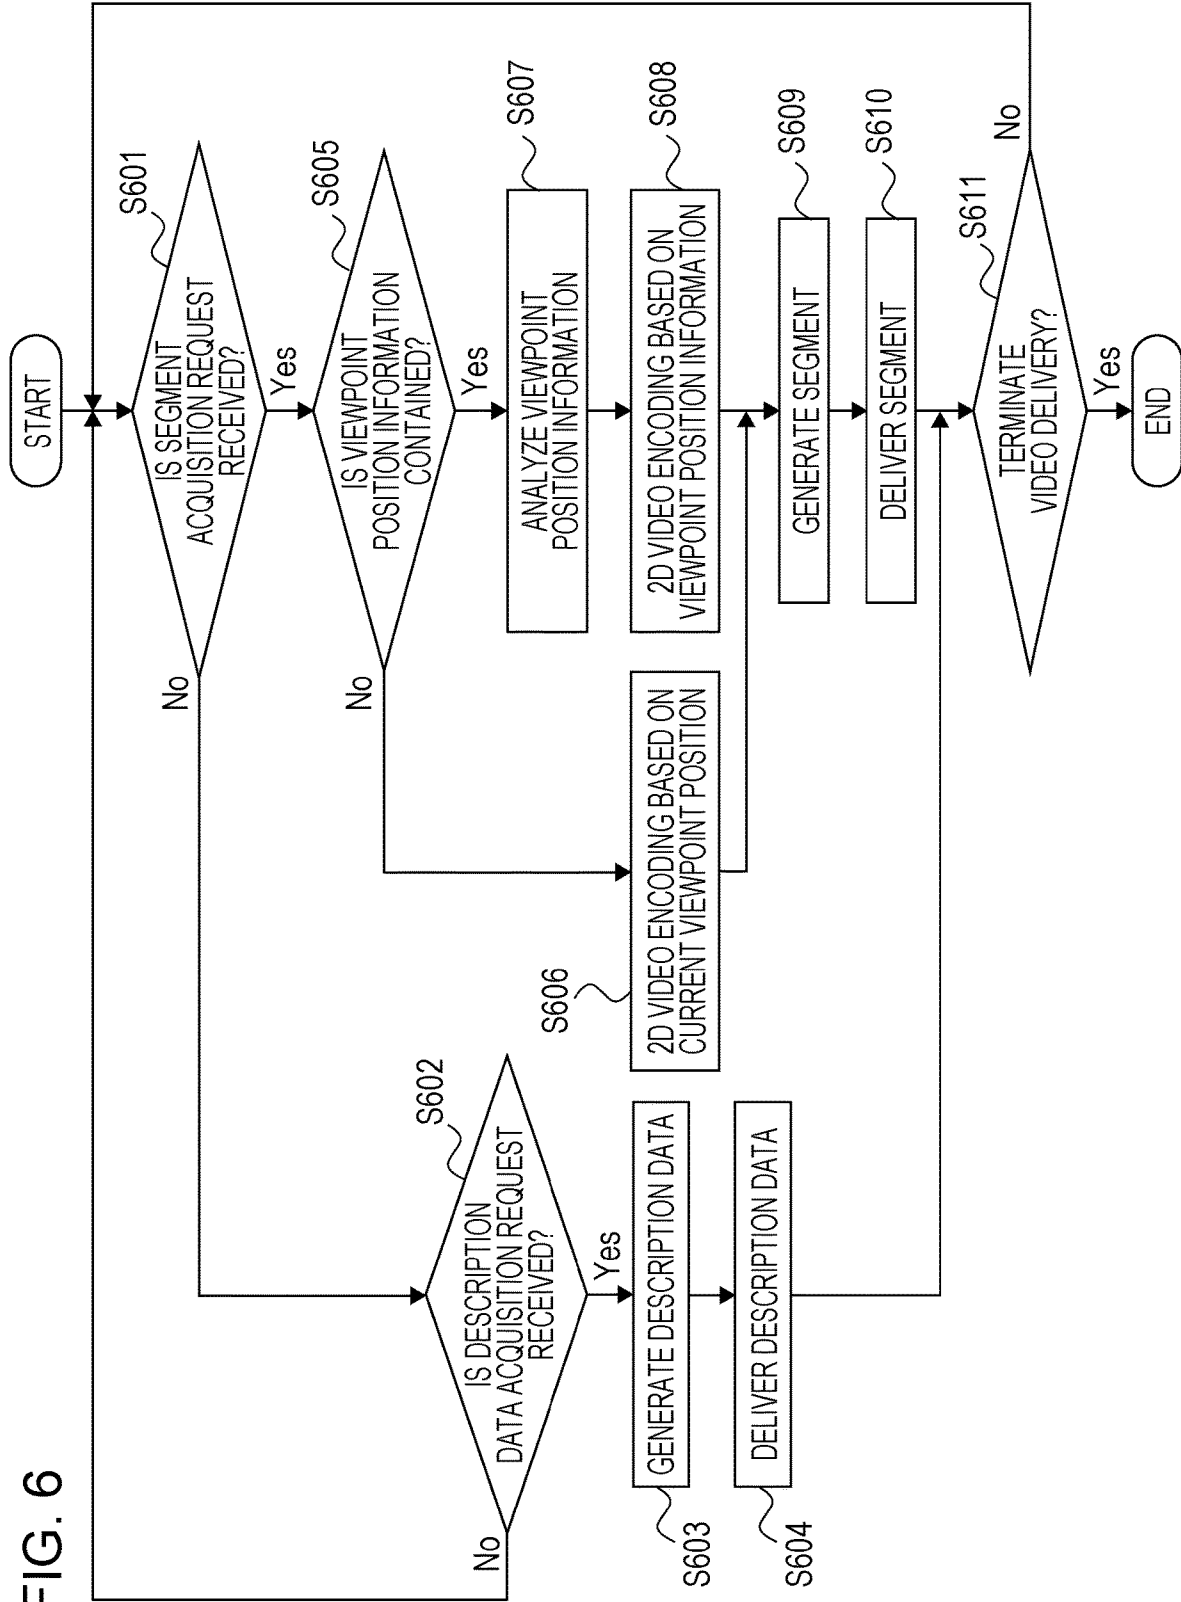 FIG. 6
START
S601
IS SEGMENT
ACQUISITION REQUEST
RECEIVED?
No
Yes
S605
IS VIEWPOINT
POSITION INFORMATION
CONTAINED?
No
Yes
S602
IS DESCRIPTION
DATA ACQUISITION REQUEST
RECEIVED?
No
Yes
S607
ANALYZE VIEWPOINT
POSITION INFORMATION
S603
GENERATE DESCRIPTION DATA
S606
2D VIDEO ENCODING BASED ON
CURRENT VIEWPOINT POSITION
S608
2D VIDEO ENCODING BASED ON
VIEWPOINT POSITION INFORMATION
S604
DELIVER DESCRIPTION DATA
S609
GENERATE SEGMENT
S610
DELIVER SEGMENT
S611
TERMINATE
VIDEO DELIVERY?
No
Yes
END